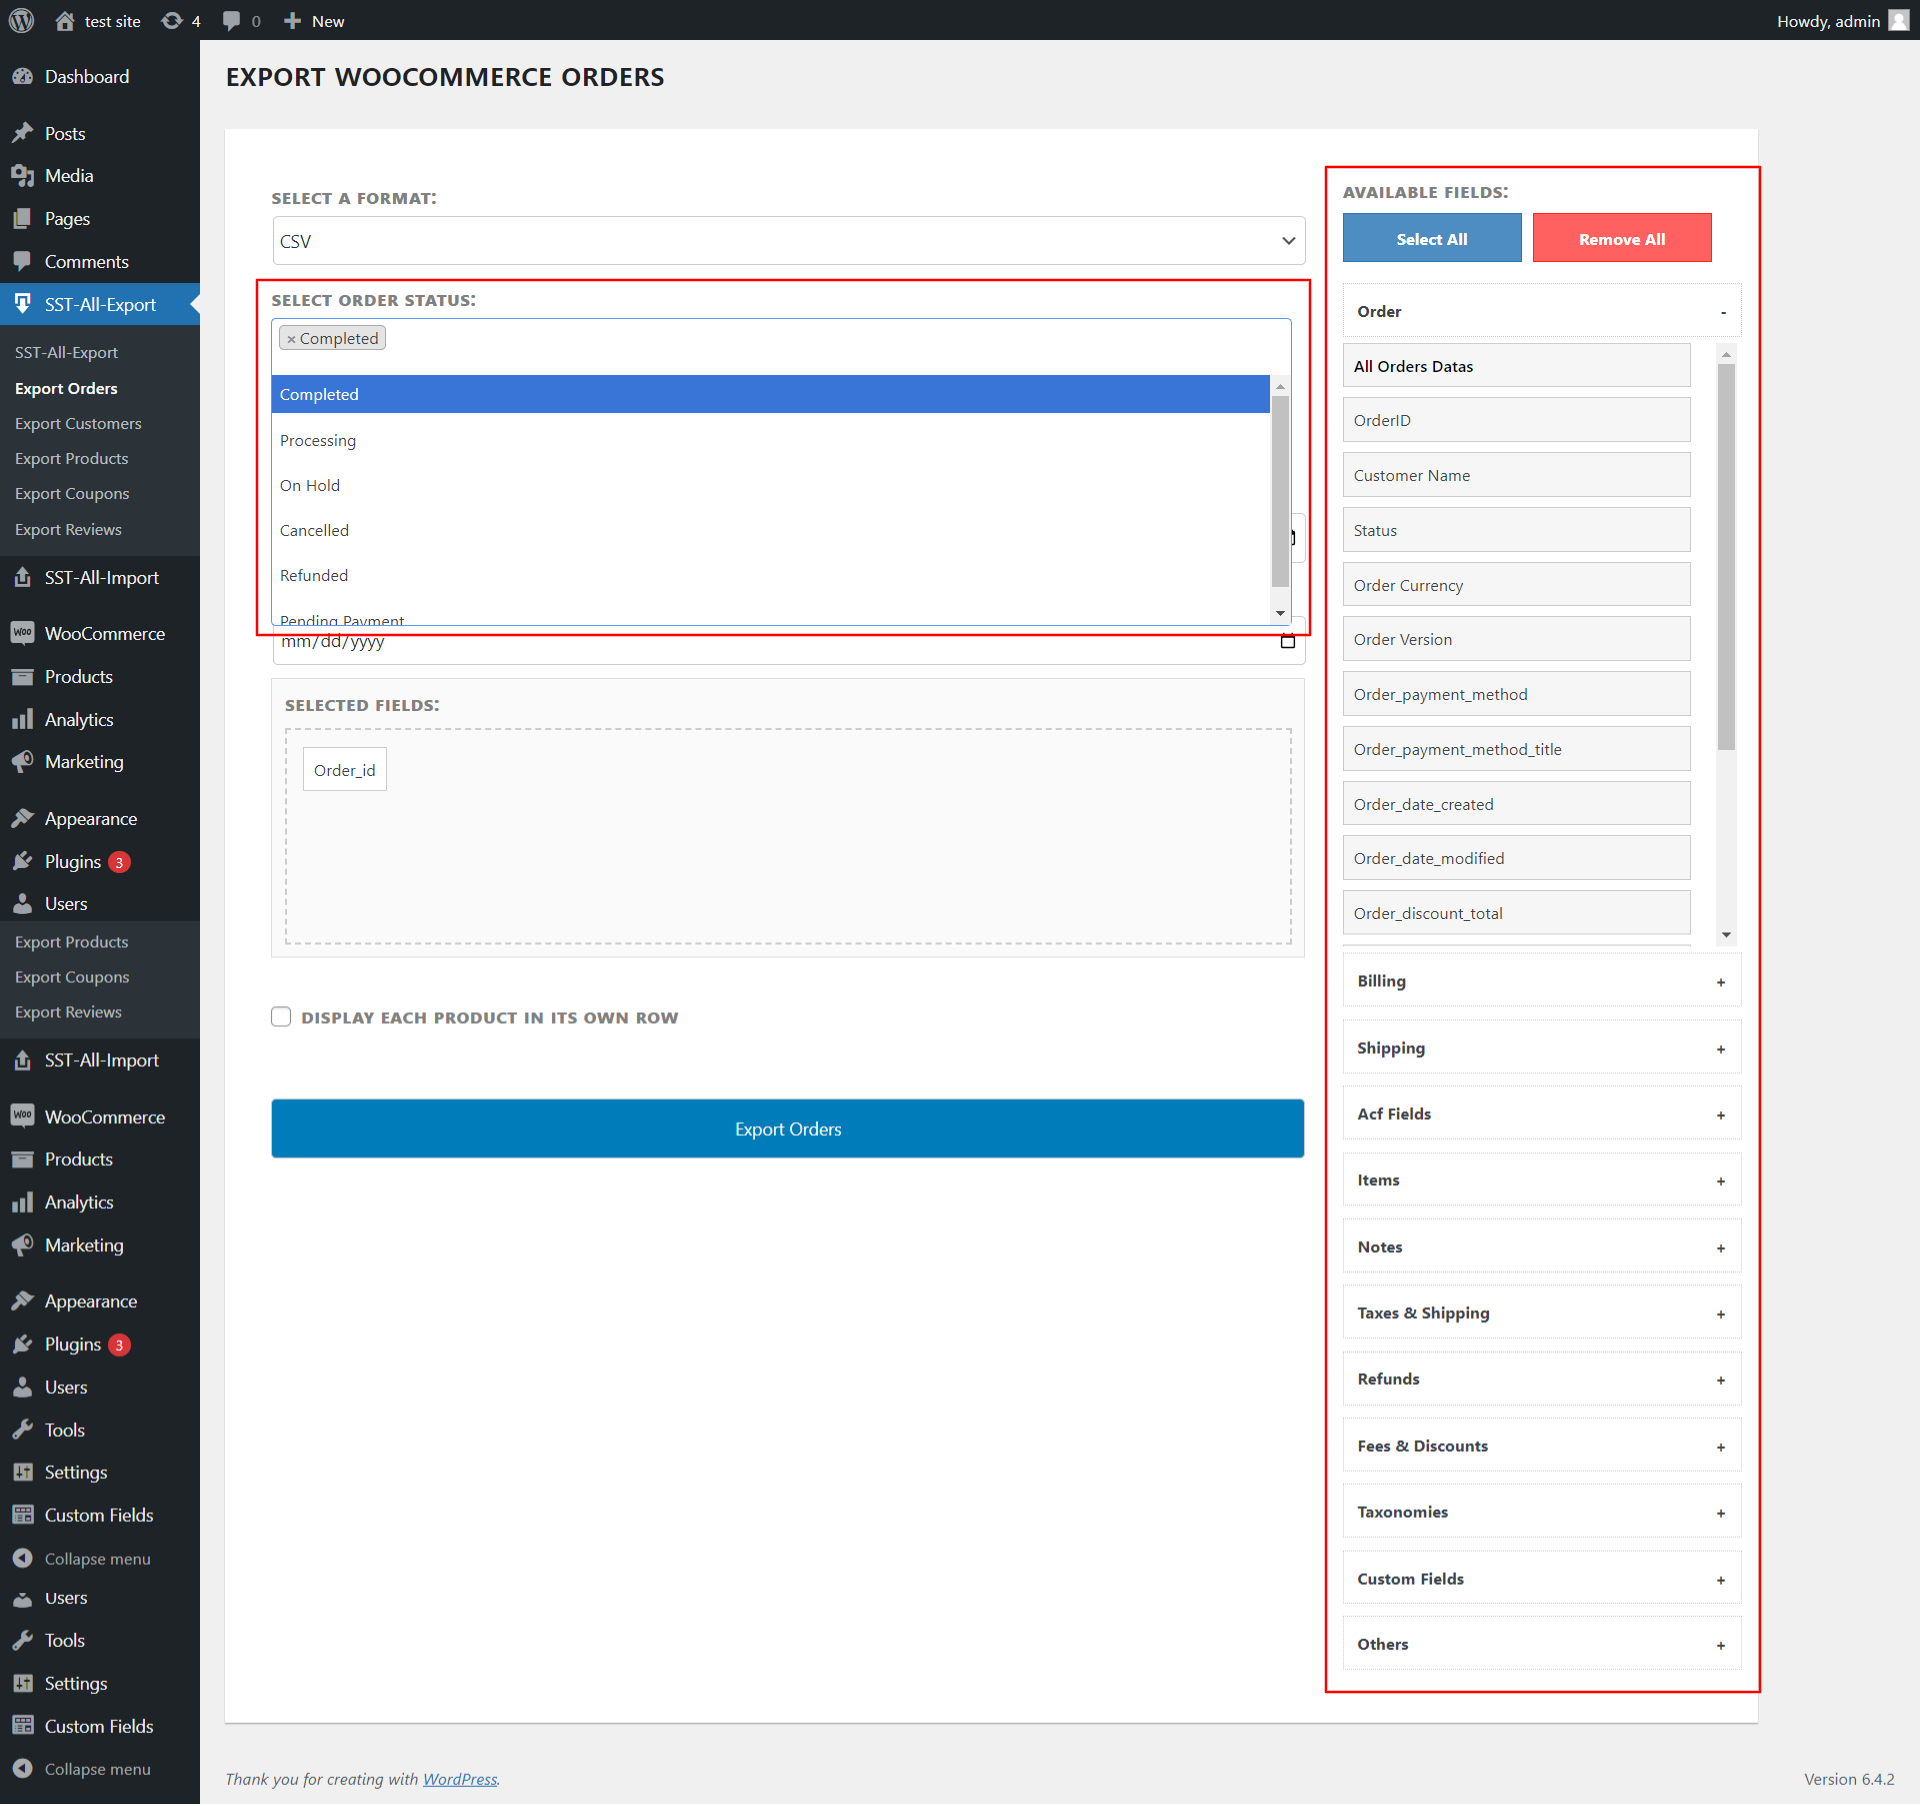 test site
4
0
New
Howdy, admin
Dashboard
Posts
Media
Pages
Comments
SST-All-Export
SST-All-Export
Export Orders
Export Customers
Export Products
Export Coupons
Export Reviews
SST-All-Import
Woo WooCommerce
Products
Analytics
Marketing
Appearance
Plugins 3
Users
Export Products
Export Coupons
Export Reviews
SST-All-Import
Woo WooCommerce
Products
Analytics
Marketing
Appearance
Plugins 3
Users
Tools
Settings
Custom Fields
Collapse menu
Users
Tools
Settings
Custom Fields
Collapse menu
EXPORT WOOCOMMERCE ORDERS
SELECT A FORMAT:
CSV
SELECT ORDER STATUS:
× Completed
Completed
Processing
On Hold
Cancelled
Refunded
Pending Payment
mm/dd/yyyy
SELECTED FIELDS:
Order_id
DISPLAY EACH PRODUCT IN ITS OWN ROW
Export Orders
AVAILABLE FIELDS:
Select All
Remove All
Order -
All Orders Datas
OrderID
Customer Name
Status
Order Currency
Order Version
Order_payment_method
Order_payment_method_title
Order_date_created
Order_date_modified
Order_discount_total
Billing +
Shipping +
Acf Fields +
Items +
Notes +
Taxes & Shipping +
Refunds +
Fees & Discounts +
Taxonomies +
Custom Fields +
Others +
Thank you for creating with WordPress.
Version 6.4.2